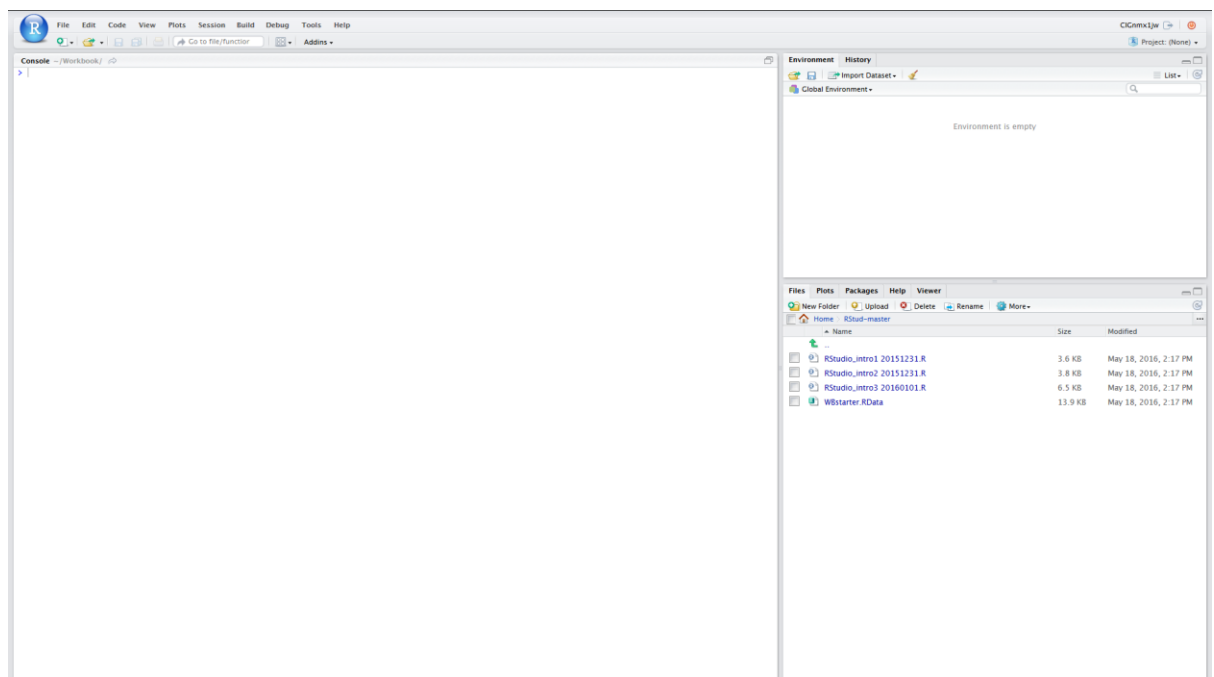 R File Edit Code View Plots Session Build Debug Tools Help ClGnmx1jw
Go to file/function Addins Project: (None)
Console ~/Workbook/
>
Environment History
Import Dataset List
Global Environment
Environment is empty
Files Plots Packages Help Viewer
New Folder Upload Delete Rename More
Home RStud-master ...
Name Size Modified
..
RStudio_intro1 20151231.R 3.6 KB May 18, 2016, 2:17 PM
RStudio_intro2 20151231.R 3.8 KB May 18, 2016, 2:17 PM
RStudio_intro3 20160101.R 6.5 KB May 18, 2016, 2:17 PM
WBstarter.RData 13.9 KB May 18, 2016, 2:17 PM